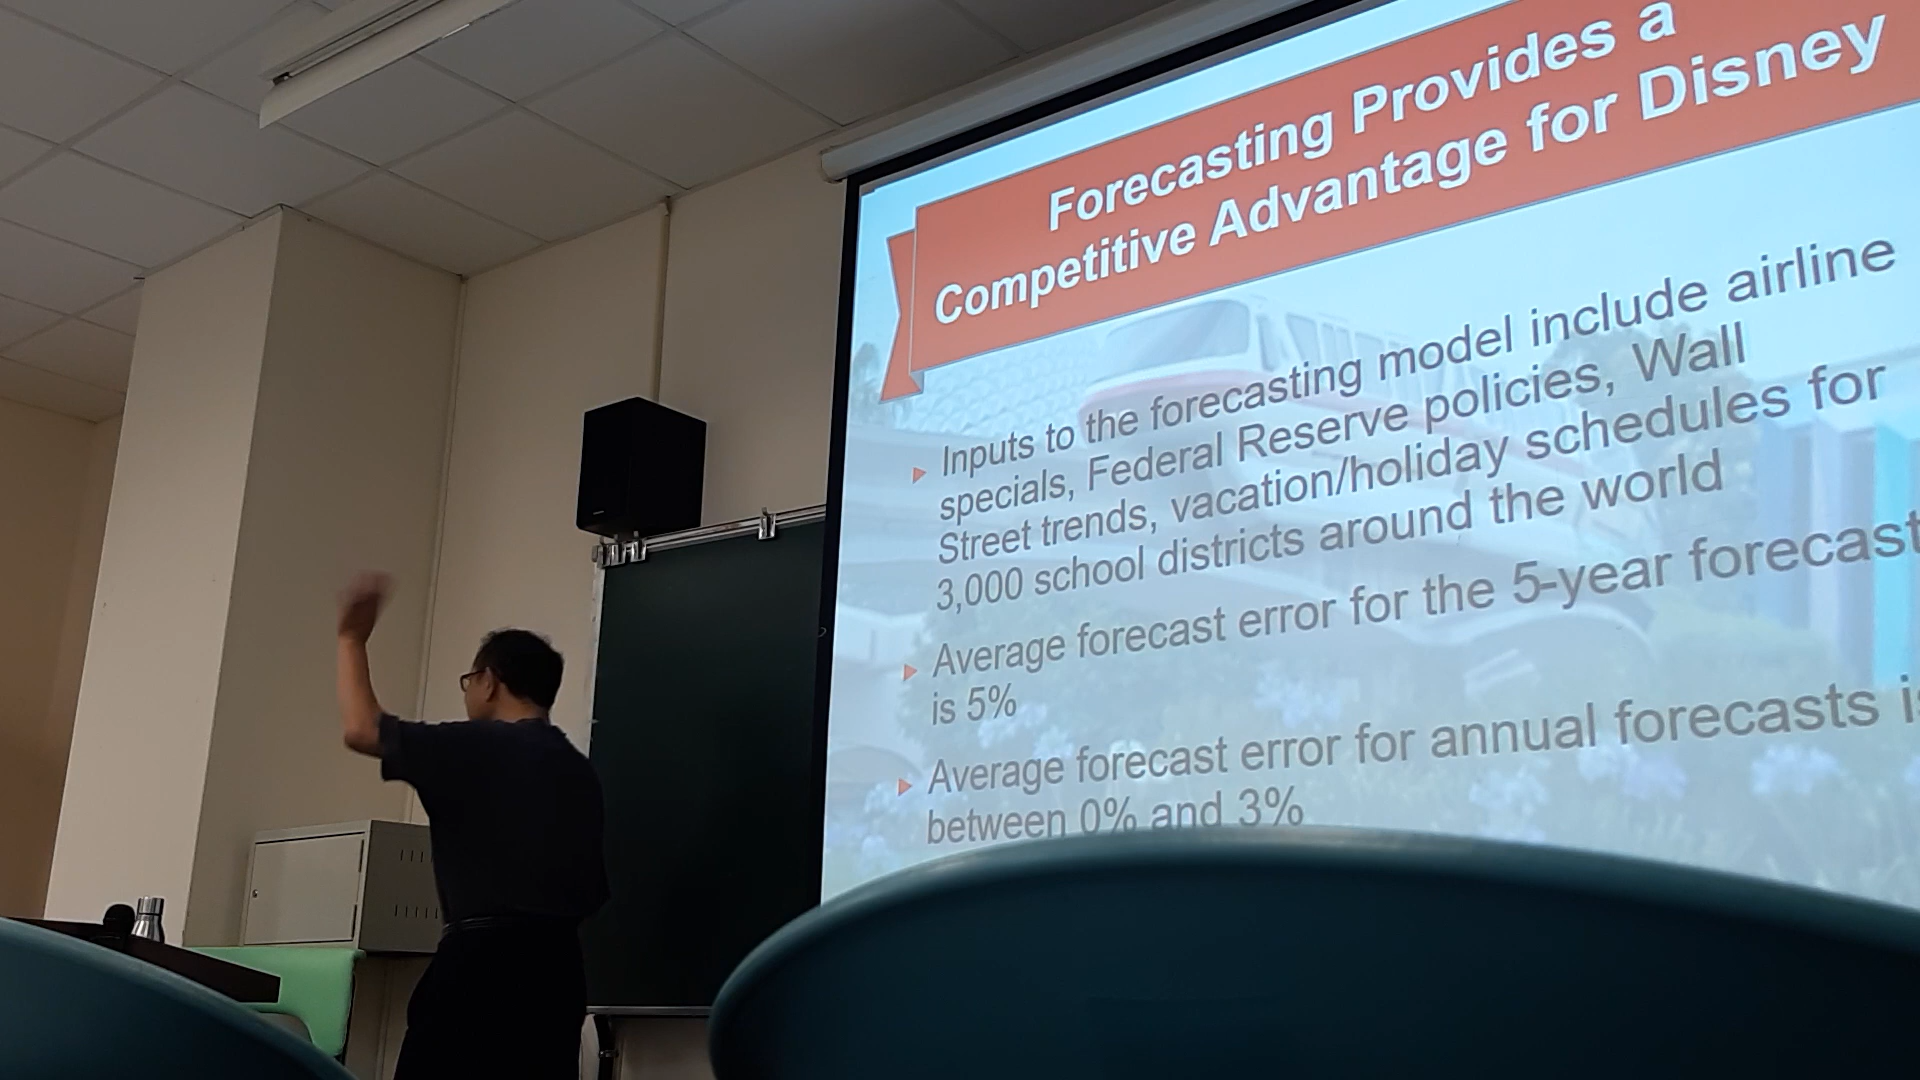 Forecasting Provides a
Competitive Advantage for Disney
Inputs to the forecasting model include airline
specials, Federal Reserve policies, Wall
Street trends, vacation/holiday schedules for
3,000 school districts around the world
Average forecast error for the 5-year forecast
is 5%
Average forecast error for annual forecasts is
between 0% and 3%